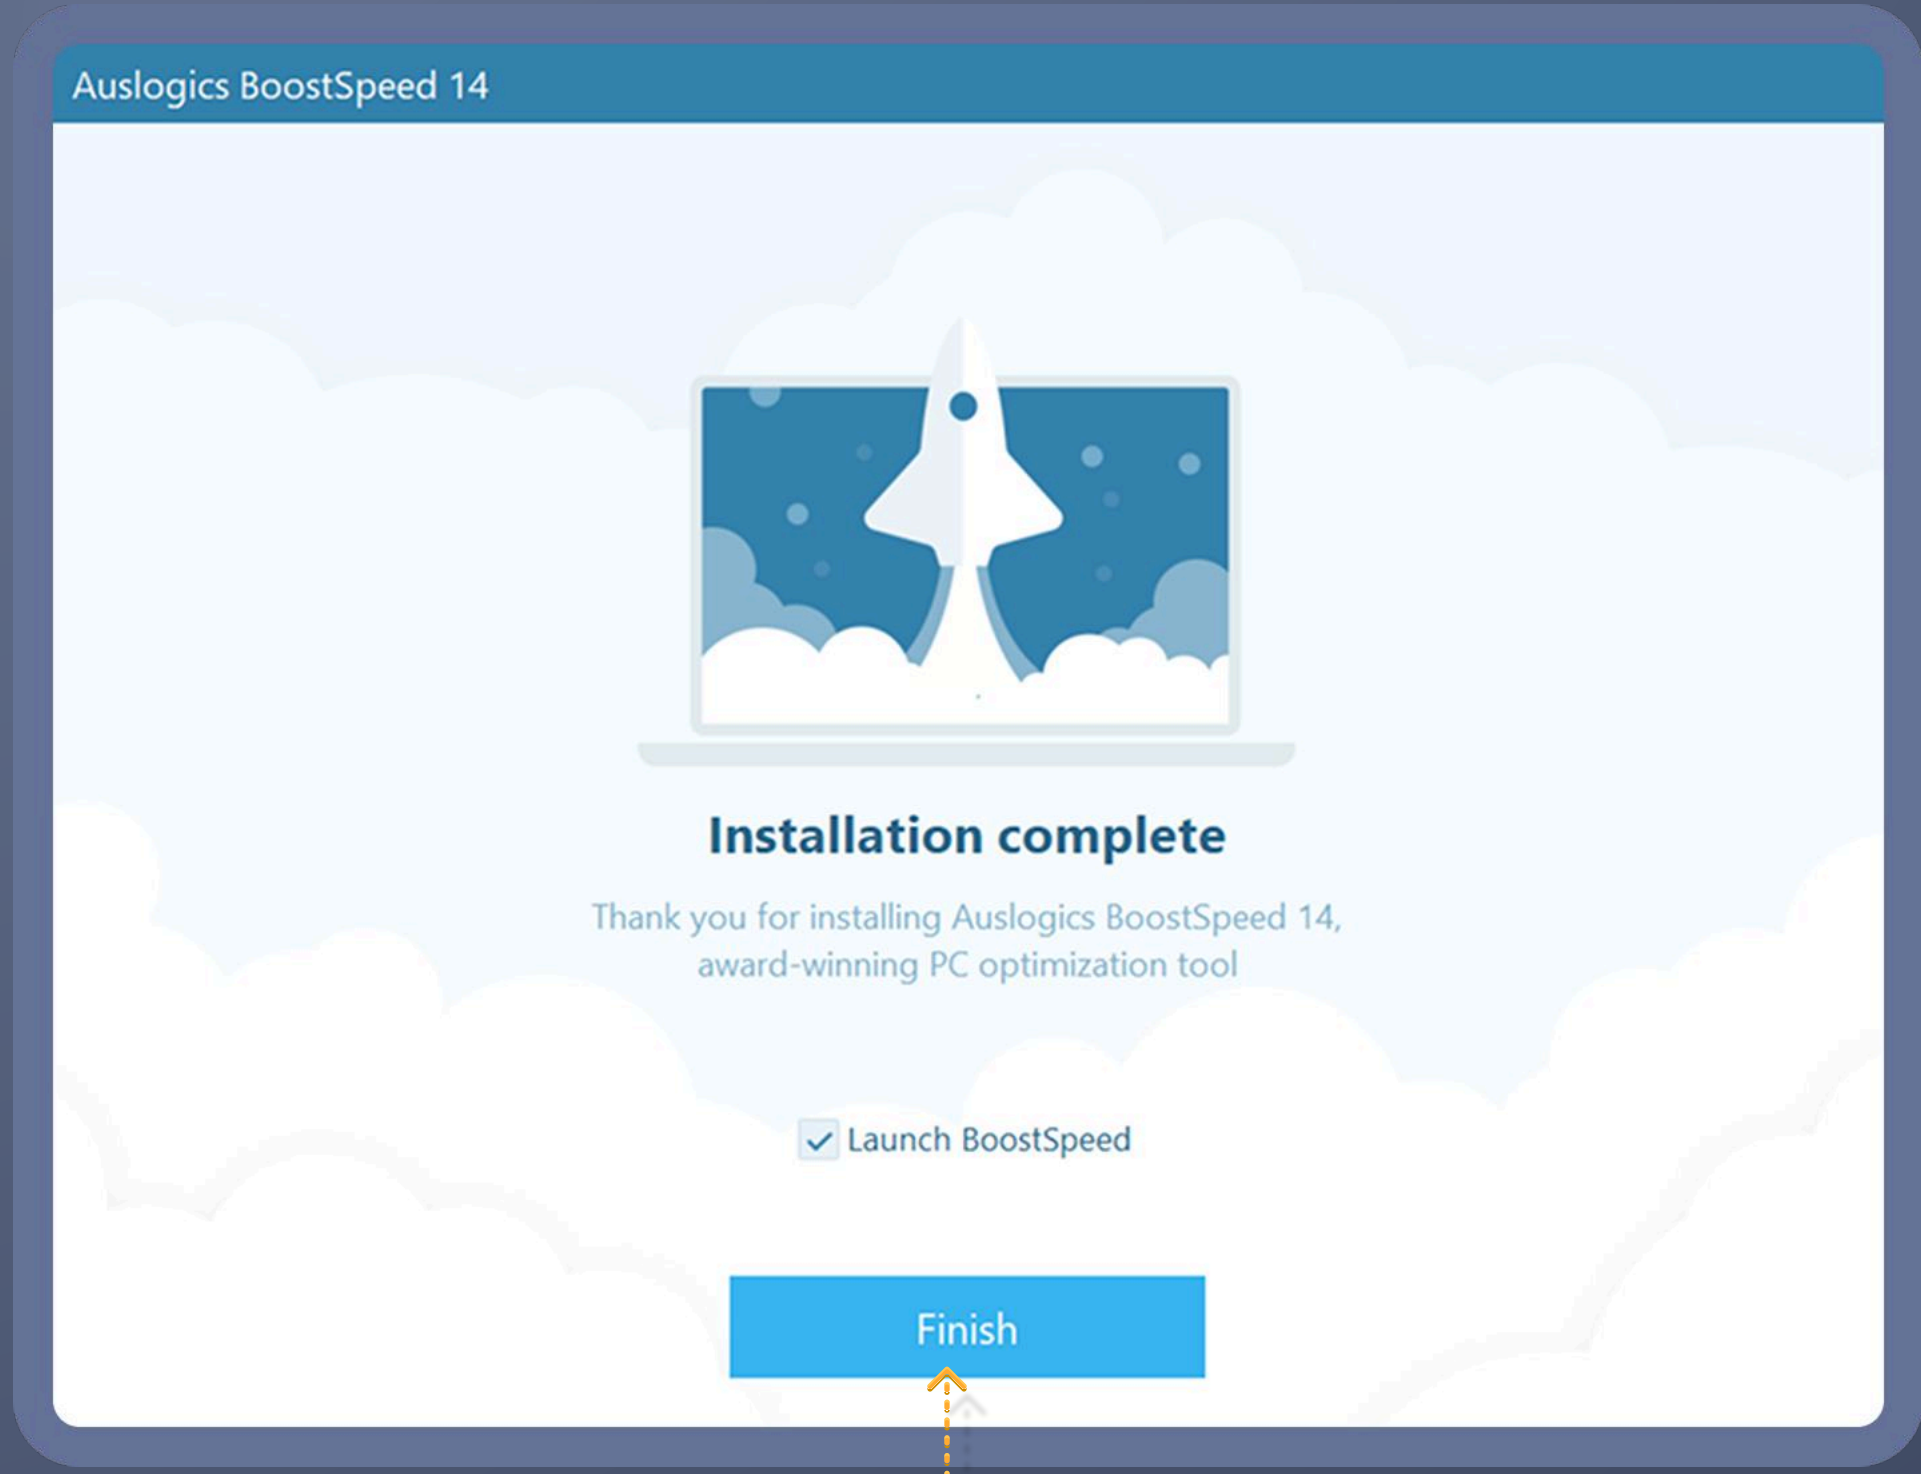 Auslogics BoostSpeed 14
Installation complete
Thank you for installing Auslogics BoostSpeed 14,
award-winning PC optimization tool
Launch BoostSpeed
Finish